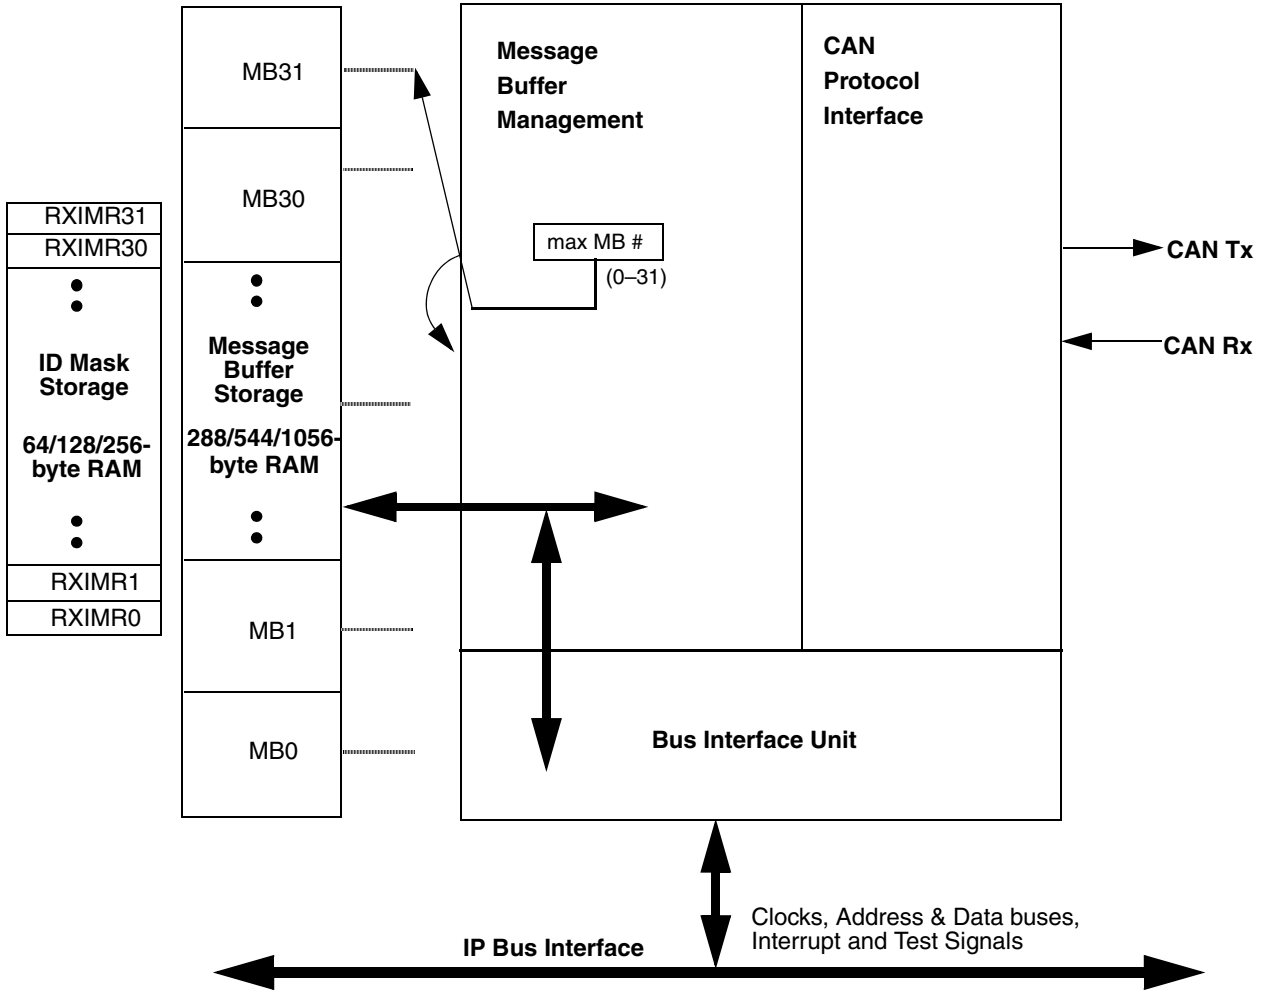 RXIMR31
RXIMR30
ID Mask
Storage
64/128/256-
byte RAM
RXIMR1
RXIMR0
MB31
MB30
Message
Buffer
Storage
288/544/1056-
byte RAM
MB1
MB0
Message
Buffer
Management
max MB #
(0–31)
CAN
Protocol
Interface
CAN Tx
CAN Rx
Bus Interface Unit
Clocks, Address & Data buses,
Interrupt and Test Signals
IP Bus Interface